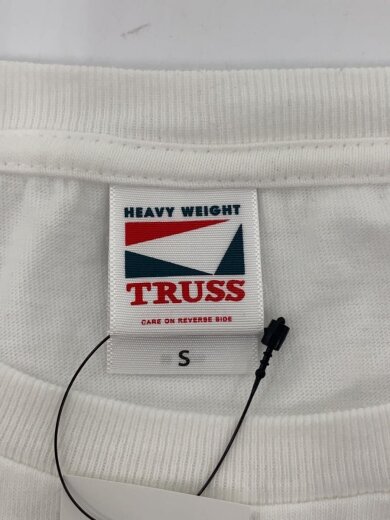 HEAVY WEIGHT
TRUSS
CARE ON REVERSE SIDE
S